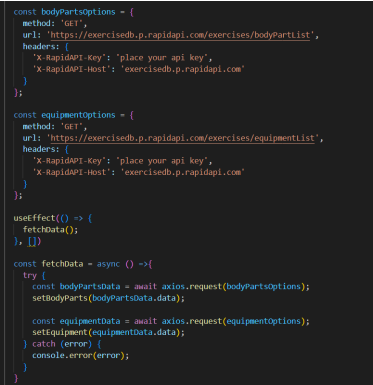 const bodyPartsOptions = {
method: 'GET',
url: 'https://exercisedb.p.rapidapi.com/exercises/bodyPartList',
headers: {
'X-RapidAPI-Key': 'place your api key',
'X-RapidAPI-Host': 'exercisedb.p.rapidapi.com'
}
};
const equipmentOptions = {
method: 'GET',
url: 'https://exercisedb.p.rapidapi.com/exercises/equipmentList',
headers: {
'X-RapidAPI-Key': 'place your api key',
'X-RapidAPI-Host': 'exercisedb.p.rapidapi.com'
}
};
useEffect(() => {
fetchData();
}, [])
const fetchData = async () =>{
try {
const bodyPartsData = await axios.request(bodyPartsOptions);
setBodyParts(bodyPartsData.data);
const equipmentData = await axios.request(equipmentOptions);
setEquipment(equipmentData.data);
} catch (error) {
console.error(error);
}
}